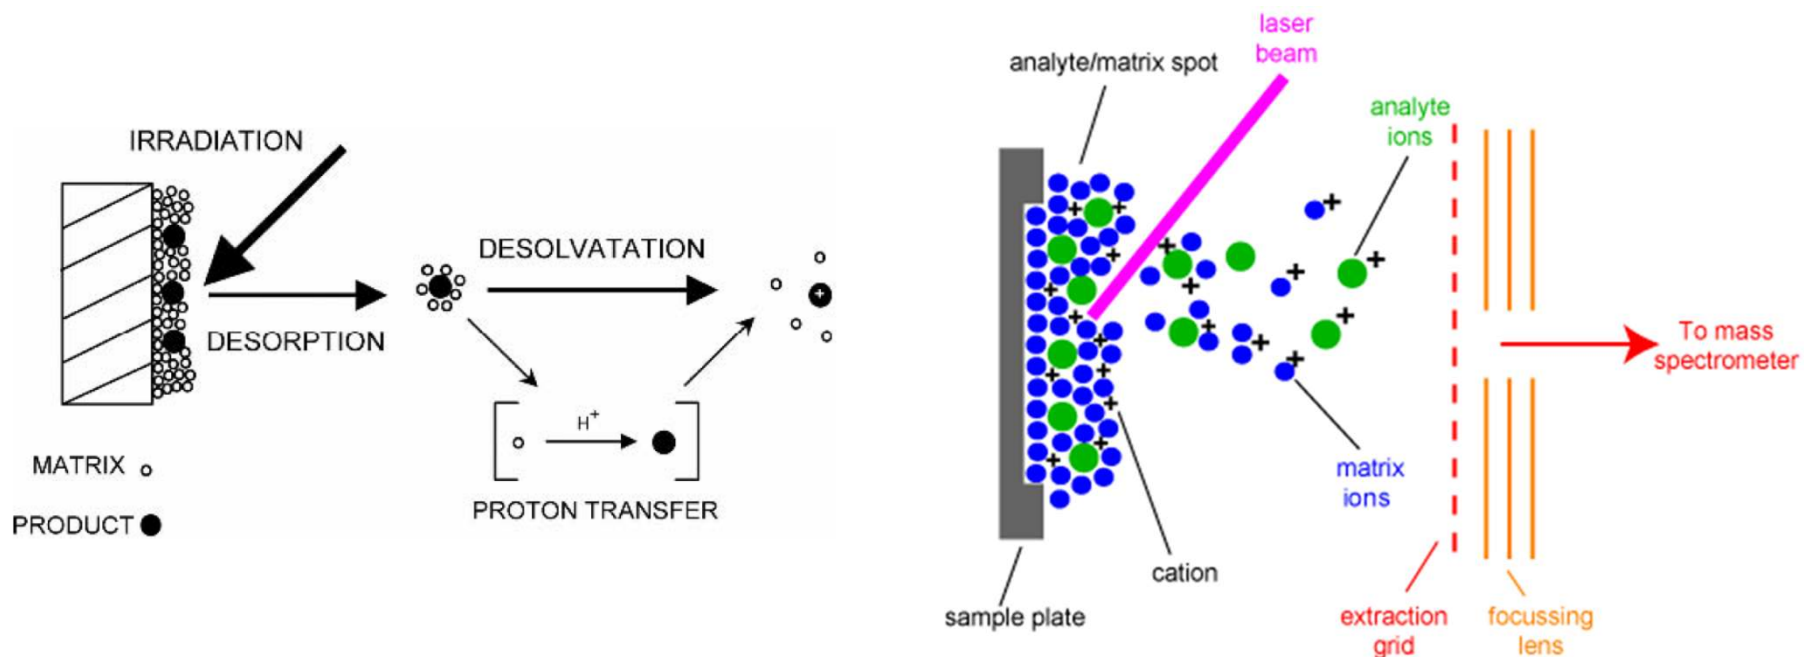 IRRADIATION
DESOLVATATION
DESORPTION
H+
MATRIX
PROTON TRANSFER
PRODUCT
+
laser
beam
analyte/matrix spot
analyte
ions
To mass
spectrometer
matrix
ions
cation
sample plate
extraction
grid
focussing
lens